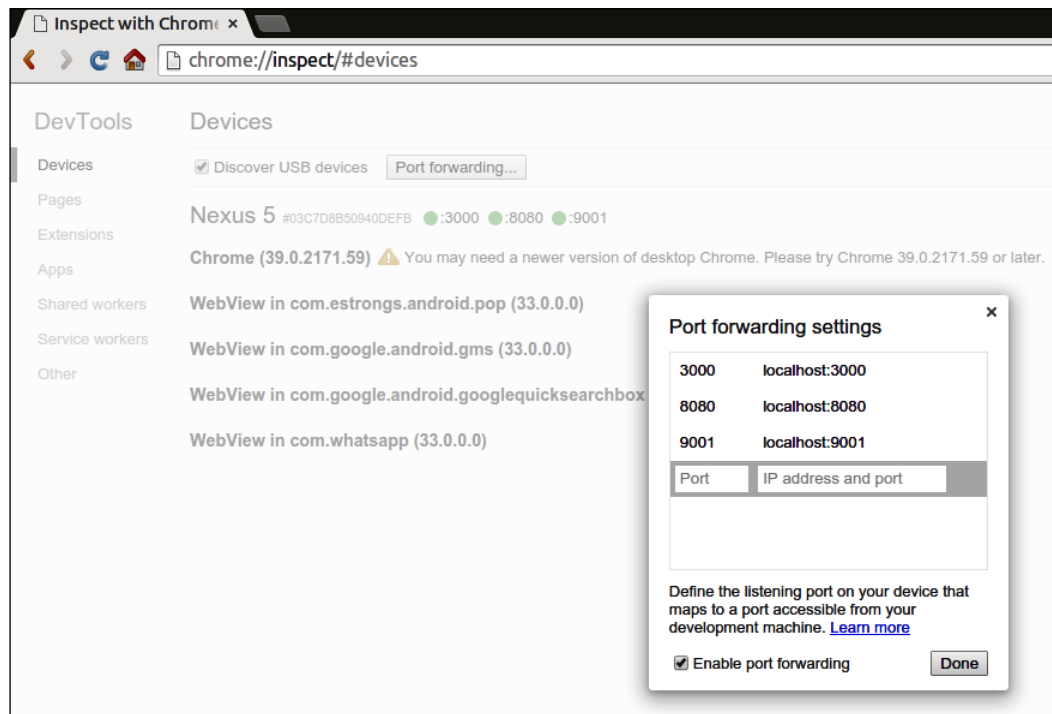 Inspect with Chrome ×
chrome://inspect/#devices
DevTools
Devices
Pages
Extensions
Apps
Shared workers
Service workers
Other
Devices
Discover USB devices Port forwarding...
Nexus 5 #03C7D8B50940DEFB :3000 :8080 :9001
Chrome (39.0.2171.59) You may need a newer version of desktop Chrome. Please try Chrome 39.0.2171.59 or later.
WebView in com.estrongs.android.pop (33.0.0.0)
WebView in com.google.android.gms (33.0.0.0)
WebView in com.google.android.googlequicksearchbox
WebView in com.whatsapp (33.0.0.0)
Port forwarding settings ×
3000 localhost:3000
8080 localhost:8080
9001 localhost:9001
Port IP address and port
Define the listening port on your device that
maps to a port accessible from your
development machine. Learn more
Enable port forwarding Done